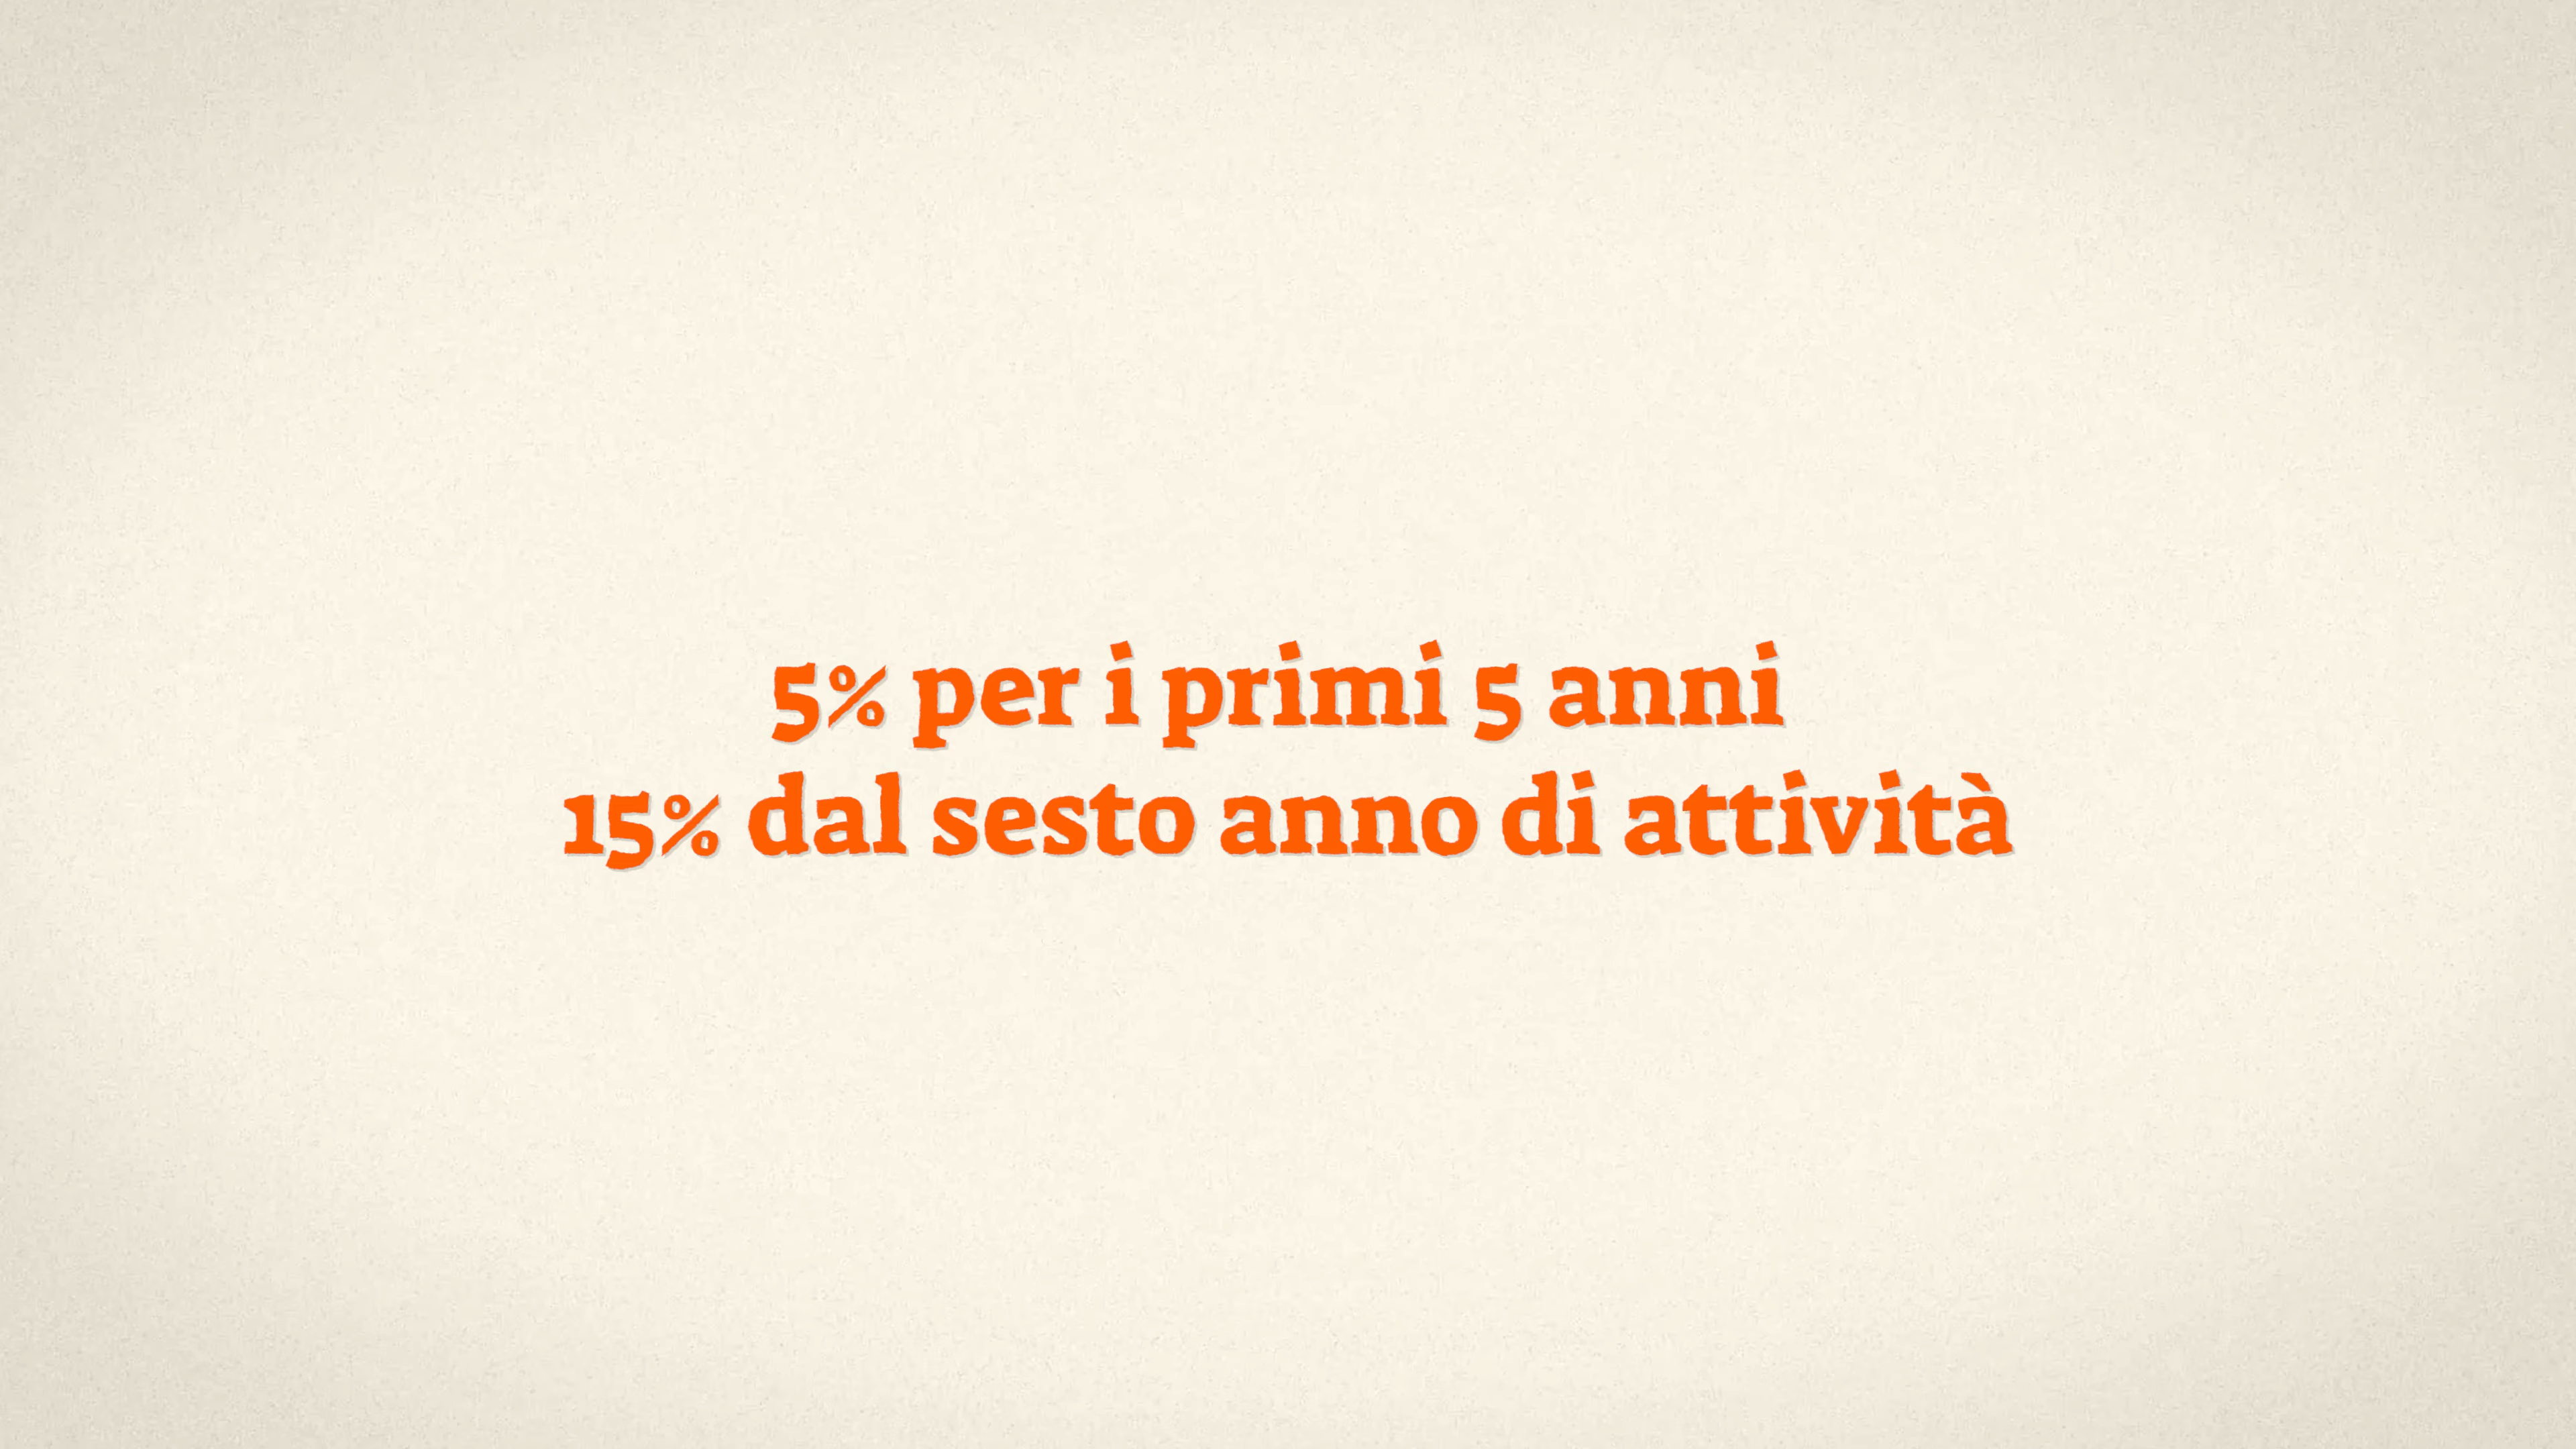 5% per i primi 5 anni
15% dal sesto anno di attività